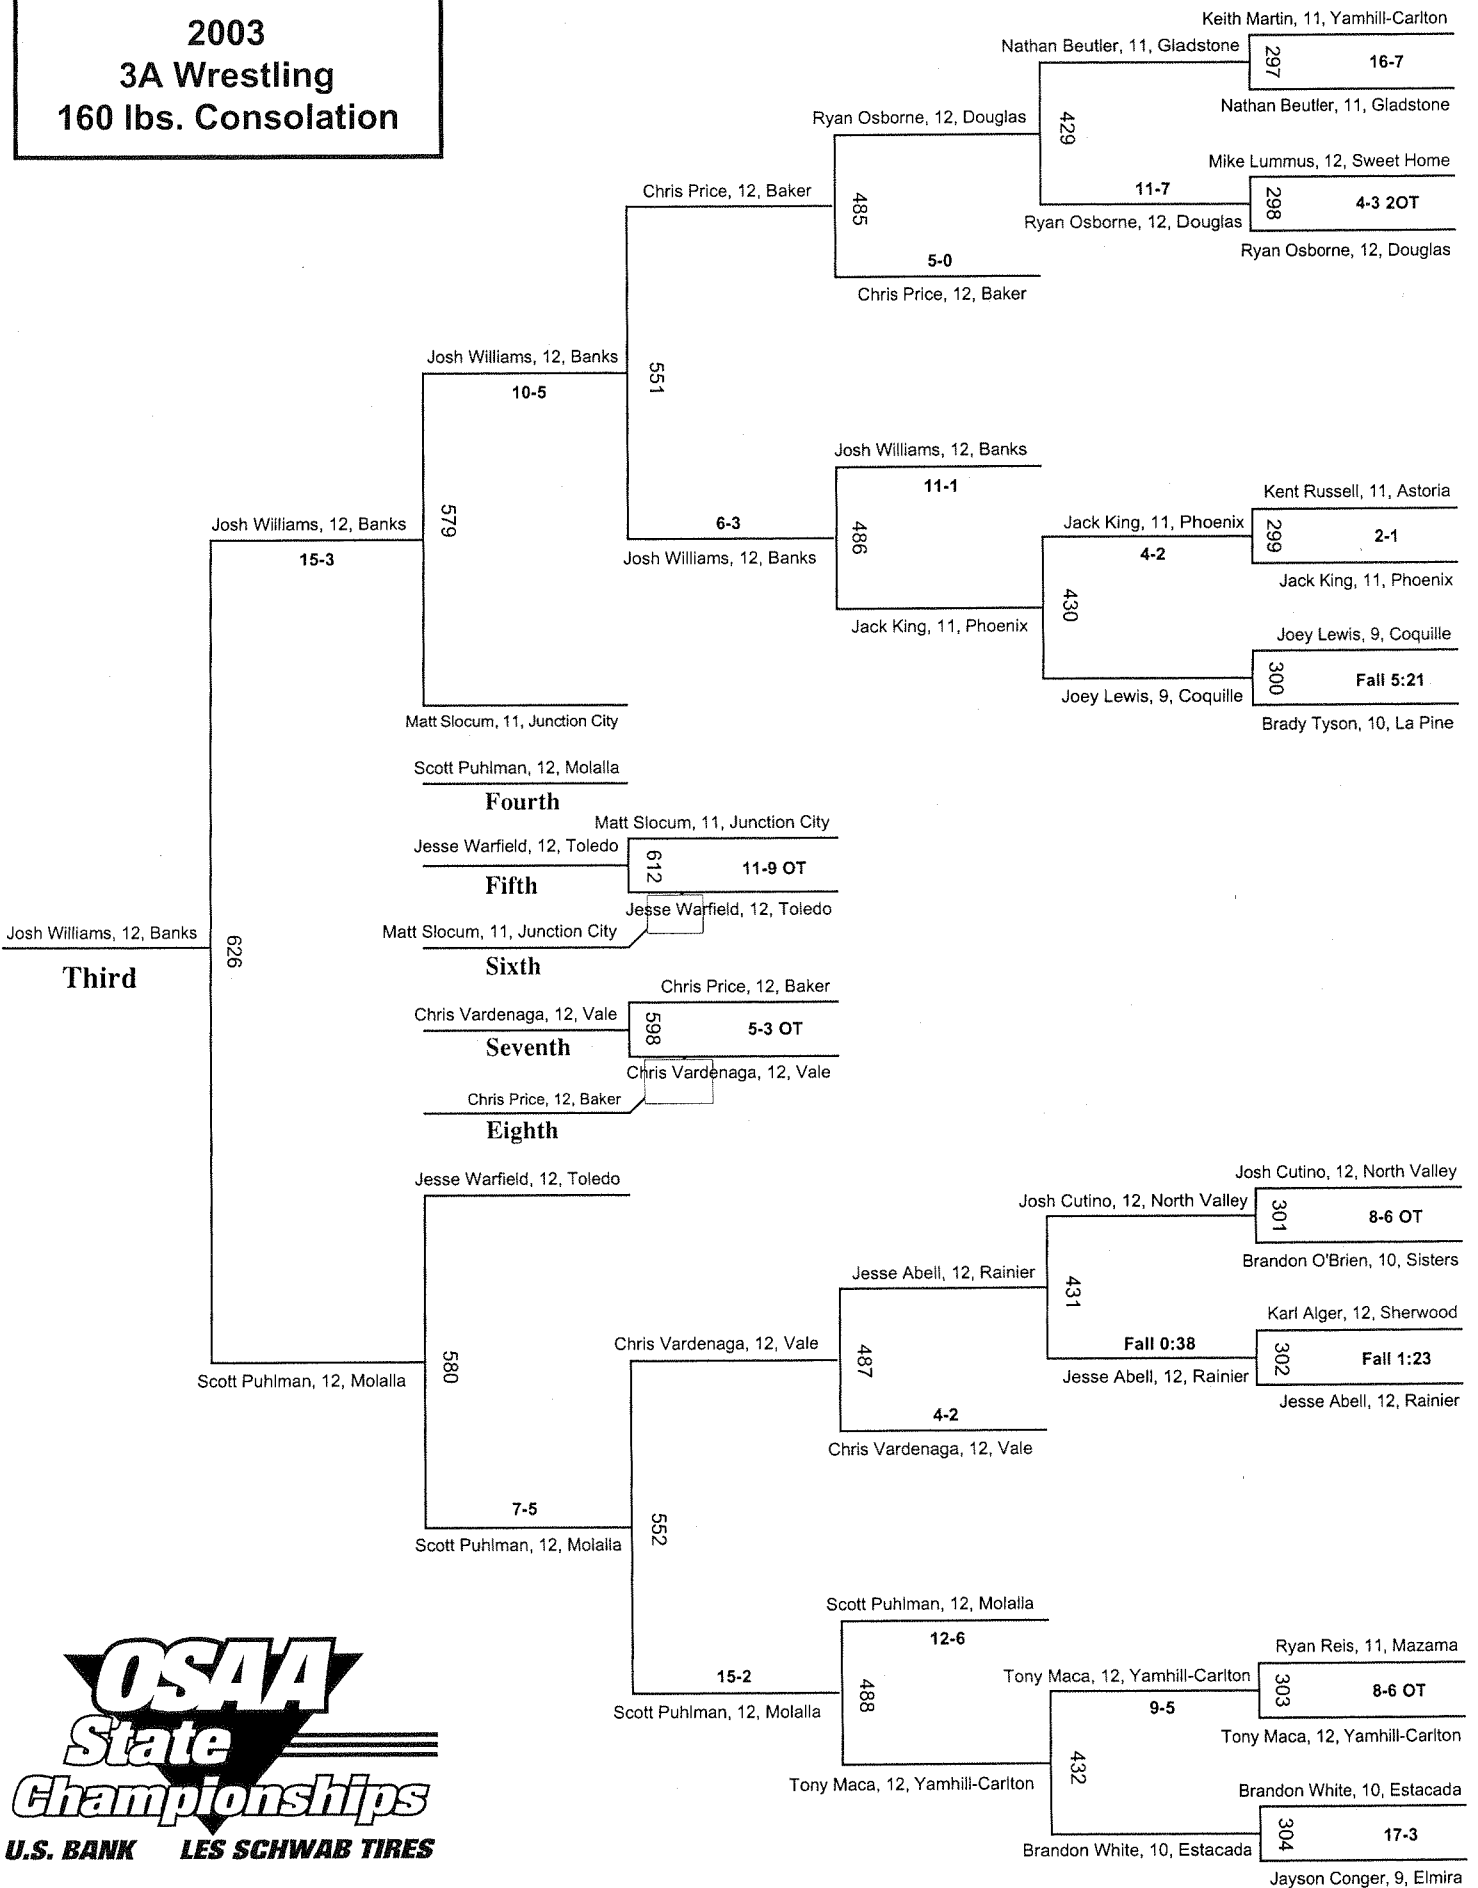 2003
3A Wrestling
160 lbs. Consolation
Keith Martin, 11, Yamhill-Carlton
Nathan Beutler, 11, Gladstone
297
16-7
Nathan Beutler, 11, Gladstone
Ryan Osborne, 12, Douglas
429
Mike Lummus, 12, Sweet Home
11-7
298
4-3 2OT
Ryan Osborne, 12, Douglas
Ryan Osborne, 12, Douglas
Chris Price, 12, Baker
485
5-0
Chris Price, 12, Baker
Josh Williams, 12, Banks
10-5
551
Josh Williams, 12, Banks
11-1
Kent Russell, 11, Astoria
Jack King, 11, Phoenix
299
2-1
4-2
Jack King, 11, Phoenix
6-3
486
Josh Williams, 12, Banks
Josh Williams, 12, Banks
15-3
579
430
Jack King, 11, Phoenix
Joey Lewis, 9, Coquille
300
Fall 5:21
Joey Lewis, 9, Coquille
Brady Tyson, 10, La Pine
Matt Slocum, 11, Junction City
Scott Puhlman, 12, Molalla
Fourth
Matt Slocum, 11, Junction City
Jesse Warfield, 12, Toledo
612
11-9 OT
Fifth
Jesse Warfield, 12, Toledo
Matt Slocum, 11, Junction City
Sixth
Josh Williams, 12, Banks
626
Third
Chris Price, 12, Baker
Chris Vardenaga, 12, Vale
598
5-3 OT
Seventh
Chris Vardenaga, 12, Vale
Chris Price, 12, Baker
Eighth
Jesse Warfield, 12, Toledo
Josh Cutino, 12, North Valley
Josh Cutino, 12, North Valley
301
8-6 OT
Brandon O'Brien, 10, Sisters
Jesse Abell, 12, Rainier
431
Karl Alger, 12, Sherwood
Fall 0:38
302
Fall 1:23
Jesse Abell, 12, Rainier
Jesse Abell, 12, Rainier
Chris Vardenaga, 12, Vale
487
4-2
Chris Vardenaga, 12, Vale
580
Scott Puhlman, 12, Molalla
7-5
552
Scott Puhlman, 12, Molalla
Scott Puhlman, 12, Molalla
12-6
Ryan Reis, 11, Mazama
Tony Maca, 12, Yamhill-Carlton
303
8-6 OT
9-5
Tony Maca, 12, Yamhill-Carlton
15-2
488
Scott Puhlman, 12, Molalla
432
Tony Maca, 12, Yamhill-Carlton
Brandon White, 10, Estacada
304
17-3
Brandon White, 10, Estacada
Jayson Conger, 9, Elmira
OSAA
State
Championships
U.S. BANK LES SCHWAB TIRES